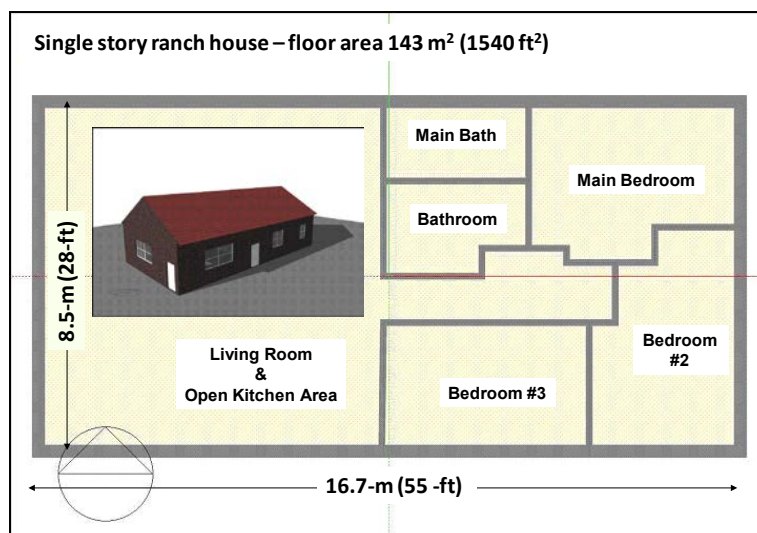 Single story ranch house – floor area 143 m² (1540 ft²)
Main Bath
Main Bedroom
Bathroom
8.5-m (28-ft)
Living Room
&
Open Kitchen Area
Bedroom #3
Bedroom
#2
16.7-m (55 -ft)